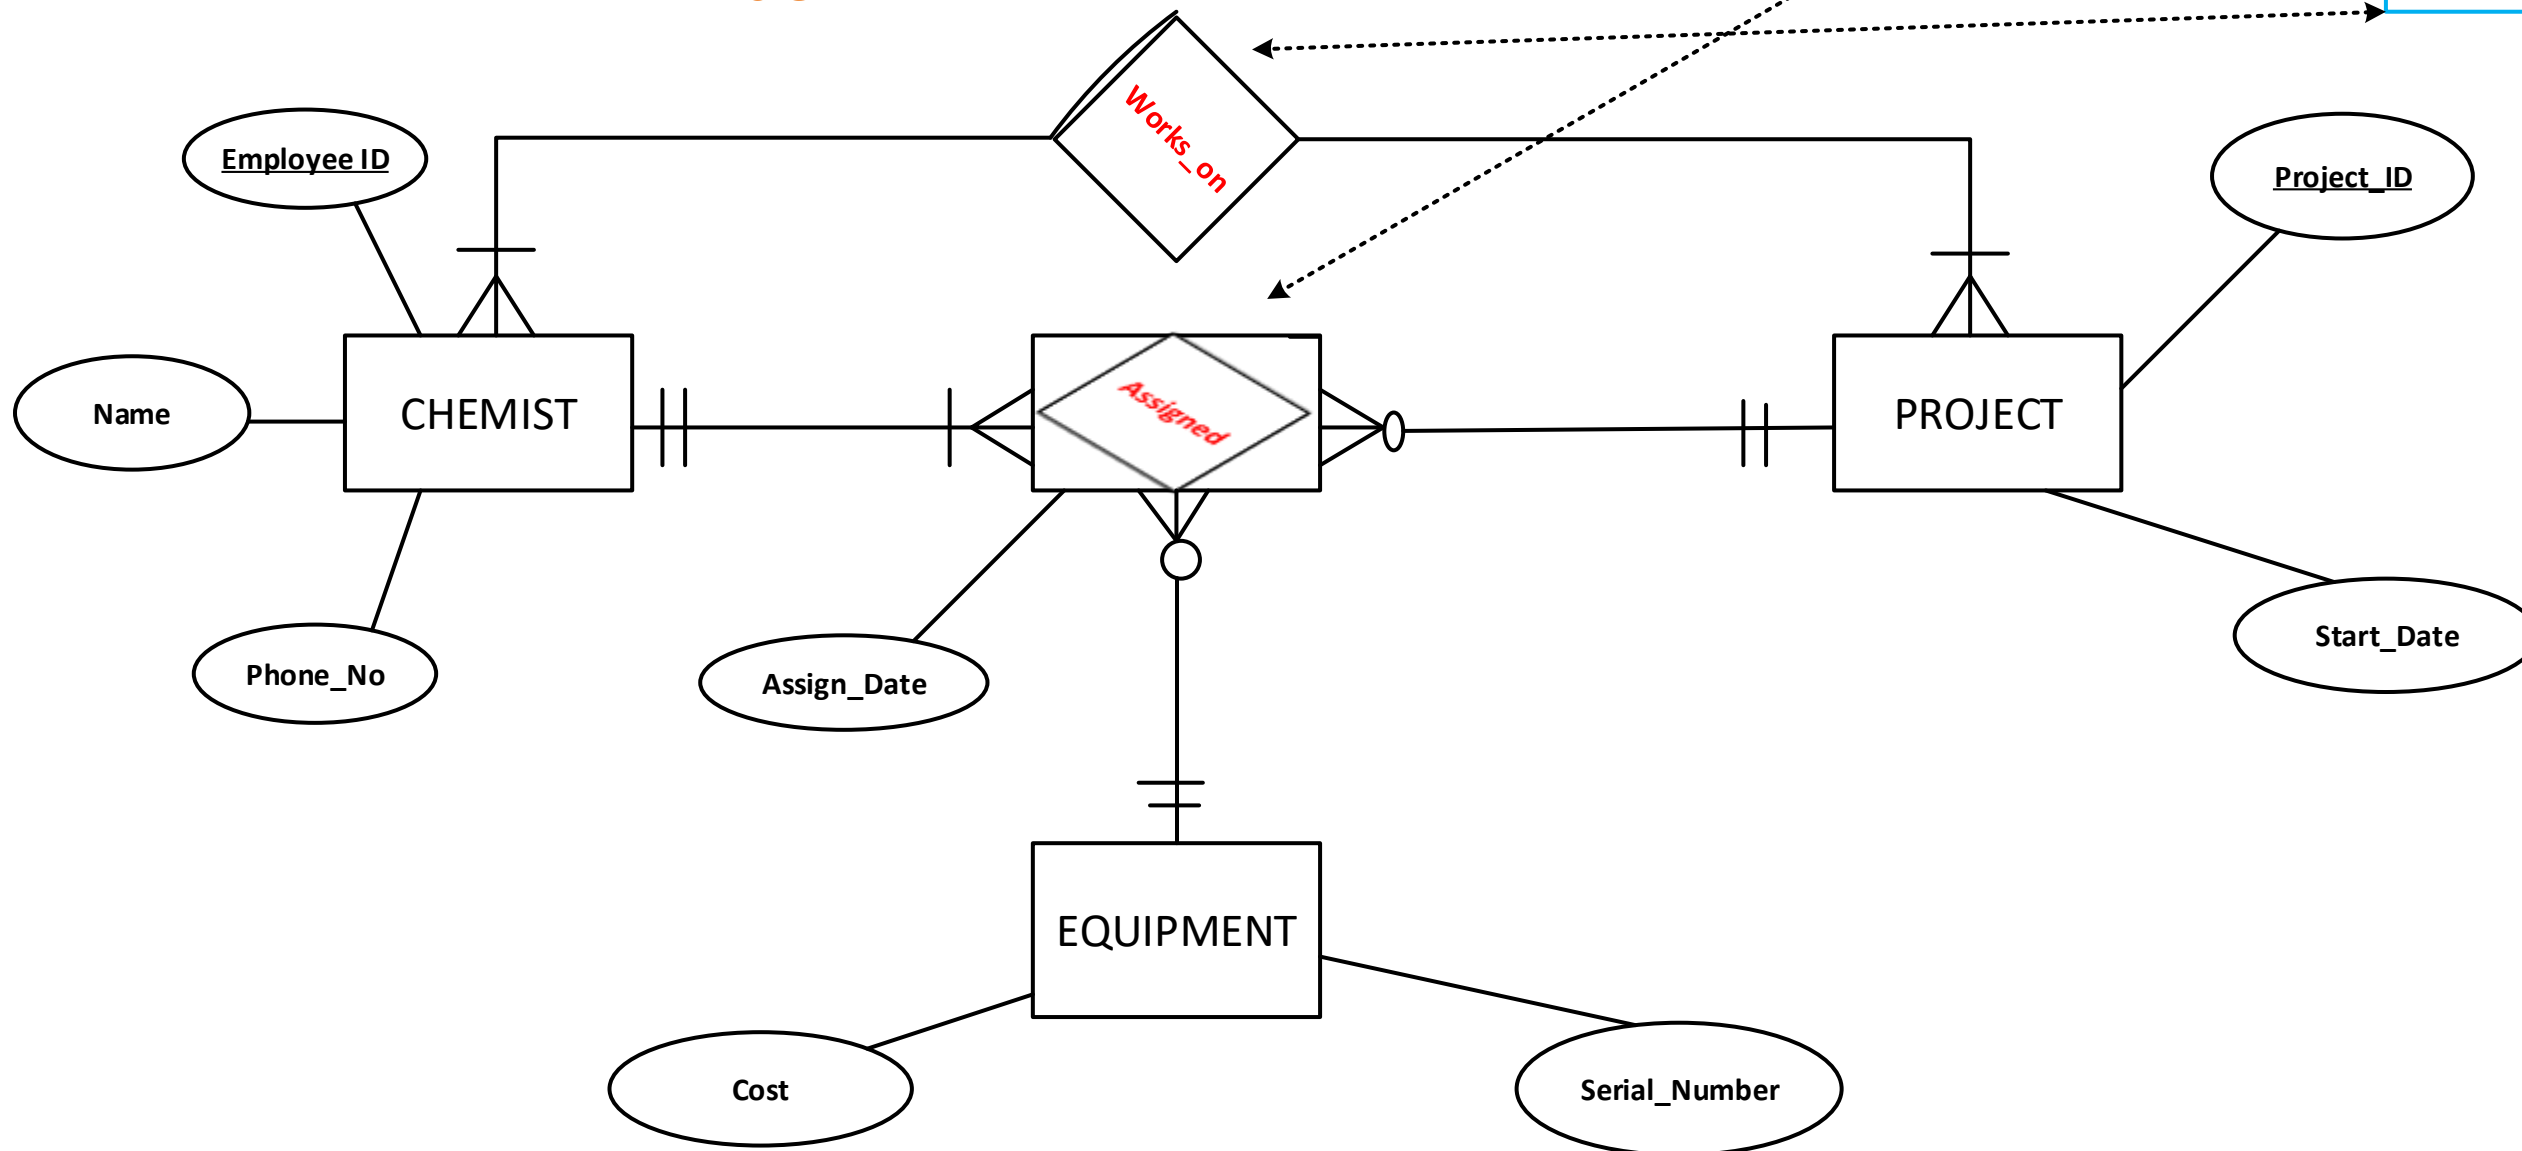 Works_on
Employee ID
Project_ID
Name
CHEMIST
Assigned
PROJECT
Phone_No
Assign_Date
Start_Date
EQUIPMENT
Cost
Serial_Number